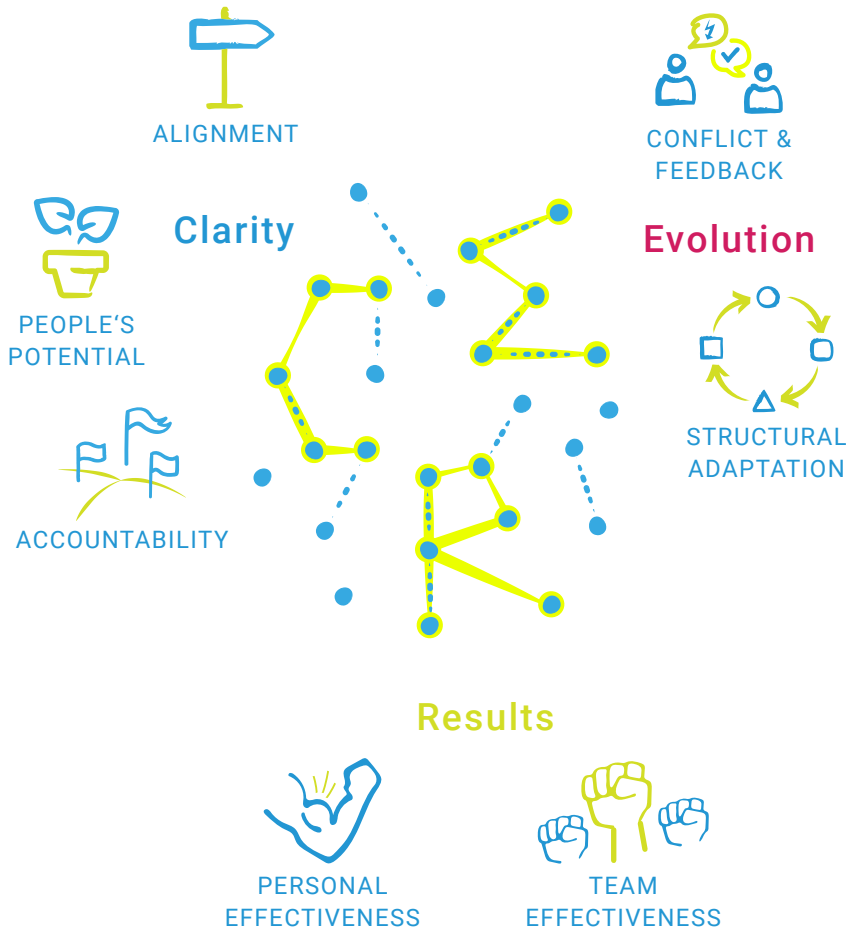 ALIGNMENT
CONFLICT &
FEEDBACK
Clarity
Evolution
PEOPLE‘S
POTENTIAL
STRUCTURAL
ADAPTATION
ACCOUNTABILITY
Results
PERSONAL
EFFECTIVENESS
TEAM
EFFECTIVENESS